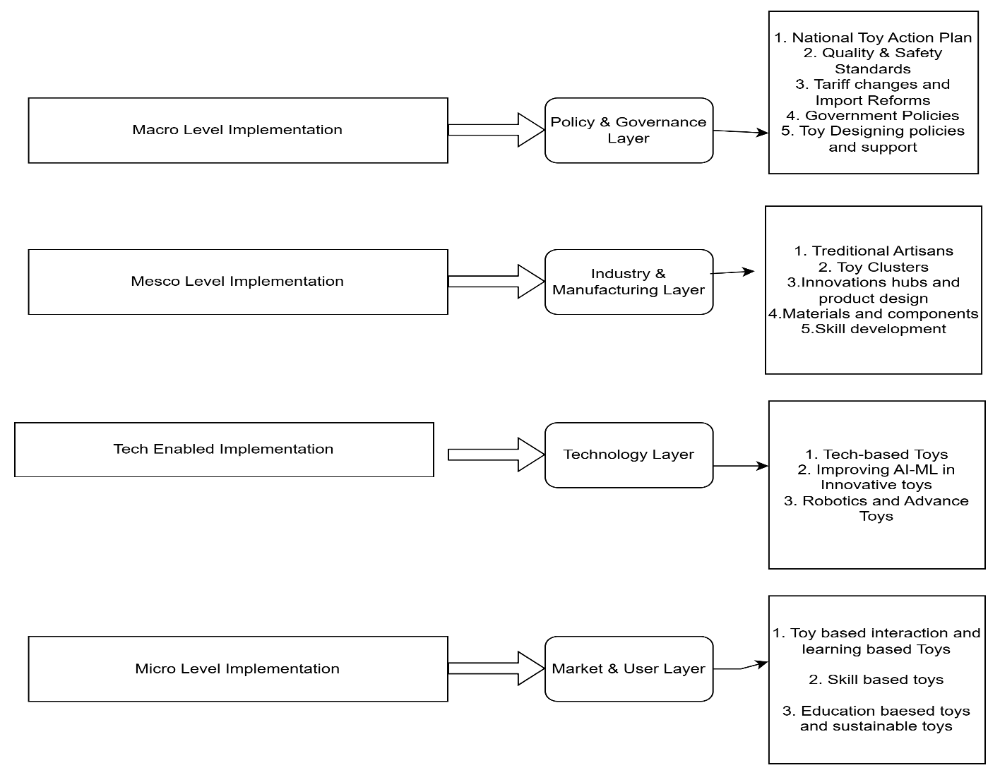 Macro Level Implementation
Policy & Governance
Layer
1. National Toy Action Plan
2. Quality & Safety
Standards
3. Tariff changes and
Import Reforms
4. Government Policies
5. Toy Designing policies
and support
Mesco Level Implementation
Industry &
Manufacturing Layer
1. Treditional Artisans
2. Toy Clusters
3.Innovations hubs and
product design
4.Materials and components
5.Skill development
Tech Enabled Implementation
Technology Layer
1. Tech-based Toys
2. Improving AI-ML in
Innovative toys
3. Robotics and Advance
Toys
Micro Level Implementation
Market & User Layer
1. Toy based interaction and
learning based Toys
2. Skill based toys
3. Education baesed toys
and sustainable toys